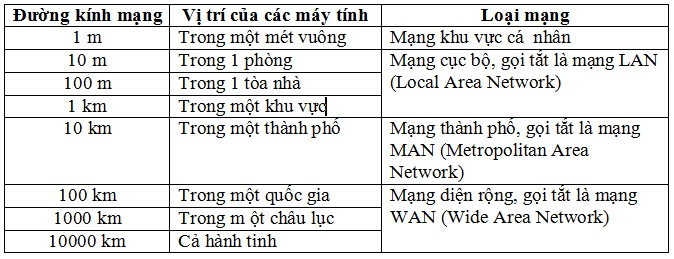 Đường kính mạng Vị trí của các máy tính Loại mạng
1 m Trong một mét vuông Mạng khu vực cá nhân
10 m Trong 1 phòng Mạng cục bộ, gọi tắt là mạng LAN
100 m Trong 1 tòa nhà (Local Area Network)
1 km Trong một khu vực
10 km Trong một thành phố Mạng thành phố, gọi tắt là mạng
MAN (Metropolitan Area
Network)
100 km Trong một quốc gia Mạng diện rộng, gọi tắt là mạng
1000 km Trong m ột châu lục WAN (Wide Area Network)
10000 km Cả hành tinh